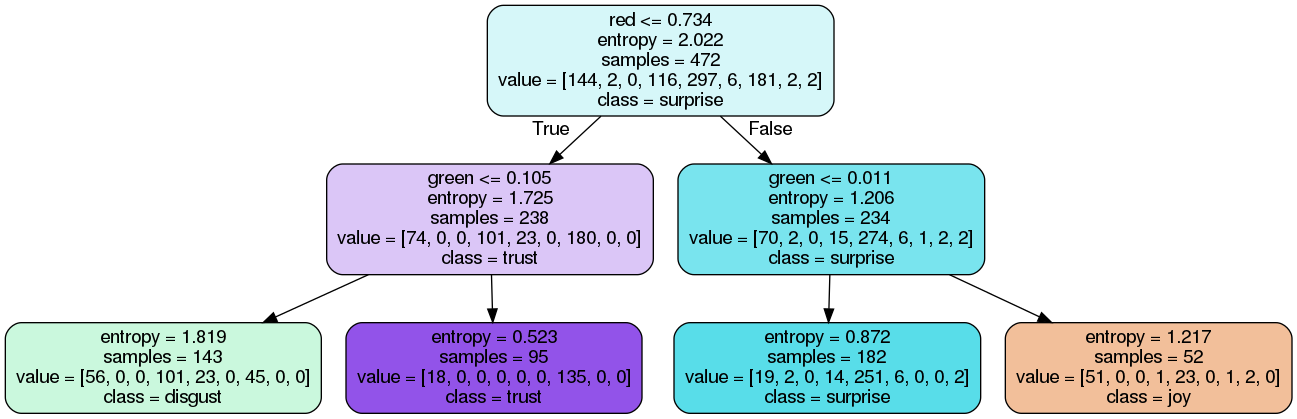 red <= 0.734
entropy = 2.022
samples = 472
value = [144, 2, 0, 116, 297, 6, 181, 2, 2]
class = surprise
True
False
green <= 0.105
entropy = 1.725
samples = 238
value = [74, 0, 0, 101, 23, 0, 180, 0, 0]
class = trust
green <= 0.011
entropy = 1.206
samples = 234
value = [70, 2, 0, 15, 274, 6, 1, 2, 2]
class = surprise
entropy = 1.819
samples = 143
value = [56, 0, 0, 101, 23, 0, 45, 0, 0]
class = disgust
entropy = 0.523
samples = 95
value = [18, 0, 0, 0, 0, 0, 135, 0, 0]
class = trust
entropy = 0.872
samples = 182
value = [19, 2, 0, 14, 251, 6, 0, 0, 2]
class = surprise
entropy = 1.217
samples = 52
value = [51, 0, 0, 1, 23, 0, 1, 2, 0]
class = joy